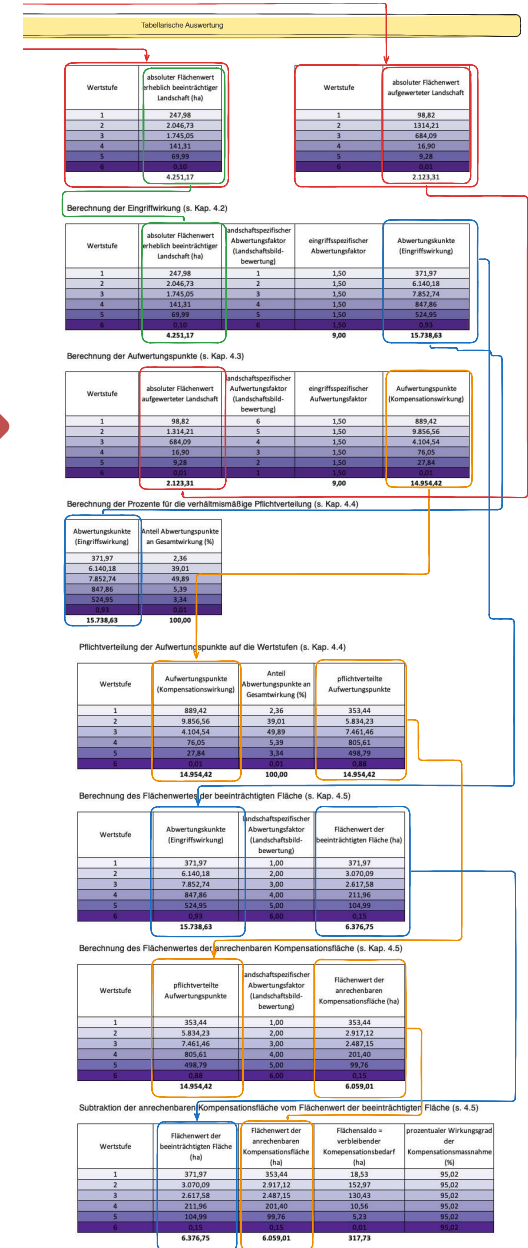 Tabellarische Auswertung
Wertstufe | absoluter Flächenwert erheblich beeinträchtiger Landschaft (ha)
1 | 247,98
2 | 2.046,73
3 | 1.745,05
4 | 141,31
5 | 69,99
6 | 0,10
4.251,17
Wertstufe | absoluter Flächenwert aufgewerteter Landschaft
1 | 98,82
2 | 1314,21
3 | 684,09
4 | 16,90
5 | 9,28
6 | 0,01
2.123,31
Berechnung der Eingriffwirkung (s. Kap. 4.2)
Wertstufe | absoluter Flächenwert erheblich beeinträchtiger Landschaft (ha) | landschaftspezifischer Abwertungsfaktor (Landschaftsbild-bewertung) | eingriffsspezifischer Abwertungsfaktor | Abwertungskunkte (Eingriffwirkung)
1 | 247,98 | 1 | 1,50 | 371,97
2 | 2.046,73 | 2 | 1,50 | 6.140,18
3 | 1.745,05 | 3 | 1,50 | 7.852,74
4 | 141,31 | 4 | 1,50 | 847,86
5 | 69,99 | 5 | 1,50 | 524,95
6 | 0,10 | 6 | 1,50 | 0,93
4.251,17 | 9,00 | 15.738,63
Berechnung der Aufwertungspunkte (s. Kap. 4.3)
Wertstufe | absoluter Flächenwert aufgewerteter Landschaft | landschaftspezifischer Aufwertungsfaktor (Landschaftsbild-bewertung) | eingriffsspezifischer Aufwertungsfaktor | Aufwertungspunkte (Kompensationswirkung)
1 | 98,82 | 6 | 1,50 | 889,42
2 | 1.314,21 | 5 | 1,50 | 9.856,56
3 | 684,09 | 4 | 1,50 | 4.104,54
4 | 16,90 | 3 | 1,50 | 76,05
5 | 9,28 | 2 | 1,50 | 27,84
6 | 0,01 | 1 | 1,50 | 0,01
2.123,31 | 9,00 | 14.954,42
Berechnung der Prozente für die verhältmismäßige Pflichtverteilung (s. Kap. 4.4)
Abwertungskunkte (Eingriffwirkung) | Anteil Abwertungspunkte an Gesamtwirkung (%)
371,97 | 2,36
6.140,18 | 39,01
7.852,74 | 49,89
847,86 | 5,39
524,95 | 3,34
0,93 | 0,01
15.738,63 | 100,00
Pflichtverteilung der Aufwertungspunkte auf die Wertstufen (s. Kap. 4.4)
Wertstufe | Aufwertungspunkte (Kompensationswirkung) | Anteil Abwertungspunkte an Gesamtwirkung (%) | pflichtverteilte Aufwertungspunkte
1 | 889,42 | 2,36 | 353,44
2 | 9.856,56 | 39,01 | 5.834,23
3 | 4.104,54 | 49,89 | 7.461,46
4 | 76,05 | 5,39 | 805,61
5 | 27,84 | 3,34 | 498,79
6 | 0,01 | 0,01 | 0,88
14.954,42 | 100,00 | 14.954,42
Berechnung des Flächenwertes der beeinträchtigten Fläche (s. Kap. 4.5)
Wertstufe | Abwertungskunkte (Eingriffwirkung) | landschaftspezifischer Abwertungsfaktor (Landschaftsbild-bewertung) | Flächenwert der beeinträchtigten Fläche (ha)
1 | 371,97 | 1,00 | 371,97
2 | 6.140,18 | 2,00 | 3.070,09
3 | 7.852,74 | 3,00 | 2.617,58
4 | 847,86 | 4,00 | 211,96
5 | 524,95 | 5,00 | 104,99
6 | 0,93 | 6,00 | 0,15
15.738,63 | 6.376,75
Berechnung des Flächenwertes der anrechenbaren Kompensationsfläche (s. Kap. 4.5)
Wertstufe | pflichtverteilte Aufwertungspunkte | landschaftspezifischer Abwertungsfaktor (Landschaftsbild-bewertung) | Flächenwert der anrechenbaren Kompensationsfläche (ha)
1 | 353,44 | 1,00 | 353,44
2 | 5.834,23 | 2,00 | 2.917,12
3 | 7.461,46 | 3,00 | 2.487,15
4 | 805,61 | 4,00 | 201,40
5 | 498,79 | 5,00 | 99,76
6 | 0,88 | 6,00 | 0,15
14.954,42 | 6.059,01
Subtraktion der anrechenbaren Kompensationsfläche vom Flächenwert der beeinträchtigten Fläche (s. 4.5)
Wertstufe | Flächenwert der beeinträchtigten Fläche (ha) | Flächenwert der anrechenbaren Kompensationsfläche (ha) | Flächensaldo = verbleibender Komepensationsbedarf (ha) | prozentualer Wirkungsgrad der Kompensationsmassnahme (%)
1 | 371,97 | 353,44 | 18,53 | 95,02
2 | 3.070,09 | 2.917,12 | 152,97 | 95,02
3 | 2.617,58 | 2.487,15 | 130,43 | 95,02
4 | 211,96 | 201,40 | 10,56 | 95,02
5 | 104,99 | 99,76 | 5,23 | 95,02
6 | 0,15 | 0,15 | 0,01 | 95,02
6.376,75 | 6.059,01 | 317,73